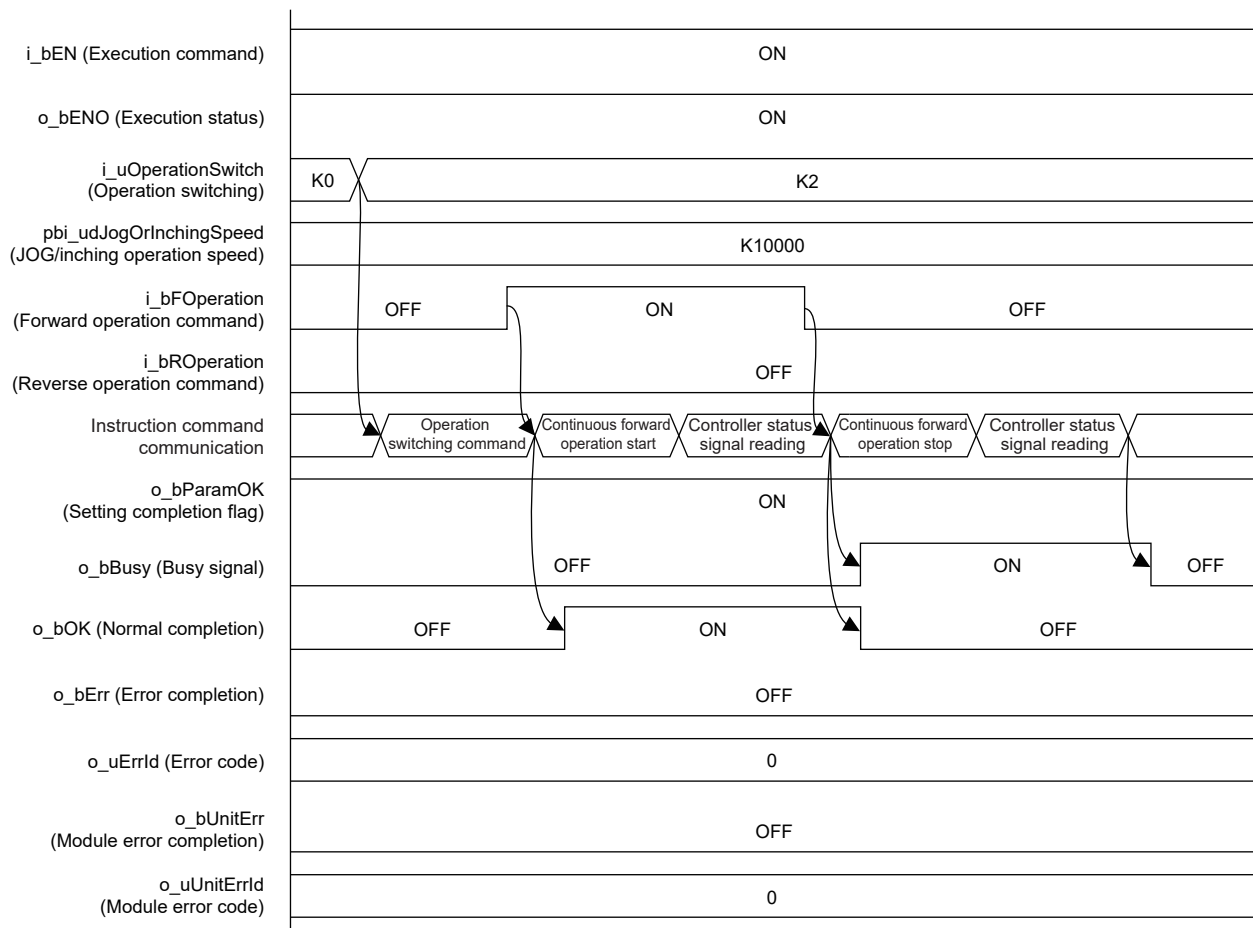 i_bEN (Execution command)
ON
o_bENO (Execution status)
ON
i_uOperationSwitch
(Operation switching)
K0
K2
pbi_udJogOrInchingSpeed
(JOG/inching operation speed)
K10000
i_bFOperation
(Forward operation command)
OFF
ON
OFF
i_bROperation
(Reverse operation command)
OFF
Instruction command
communication
Operation
switching command
Continuous forward
operation start
Controller status
signal reading
Continuous forward
operation stop
Controller status
signal reading
o_bParamOK
(Setting completion flag)
ON
o_bBusy (Busy signal)
OFF
ON
OFF
o_bOK (Normal completion)
OFF
ON
OFF
o_bErr (Error completion)
OFF
o_uErrId (Error code)
0
o_bUnitErr
(Module error completion)
OFF
o_uUnitErrId
(Module error code)
0